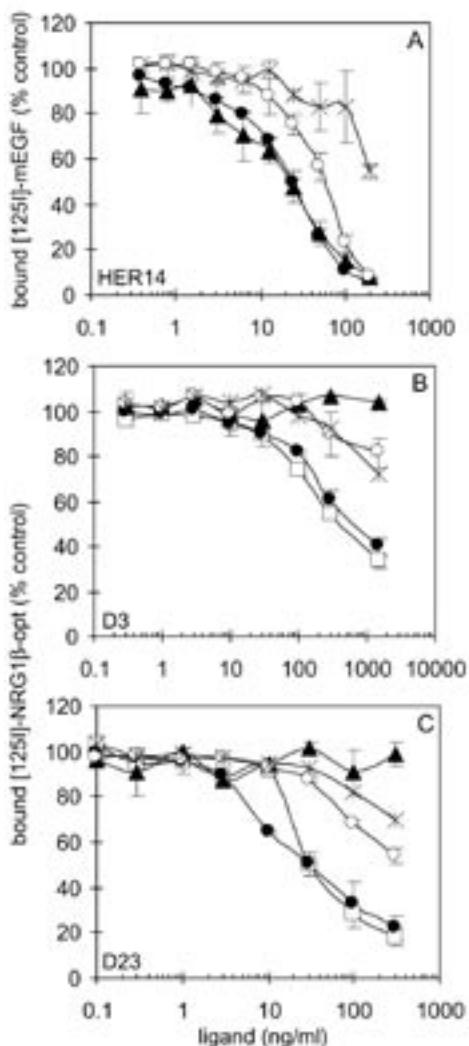 A
120
100
80
60
40
20
0
HER14
0.1 1 10 100 1000
bound [125I]-mEGF (% control)
B
120
100
80
60
40
20
0
D3
0.1 1 10 100 1000 10000
bound [125I]-NRG1β-opt (% control)
C
120
100
80
60
40
20
0
D23
0.1 1 10 100 1000
ligand (ng/ml)